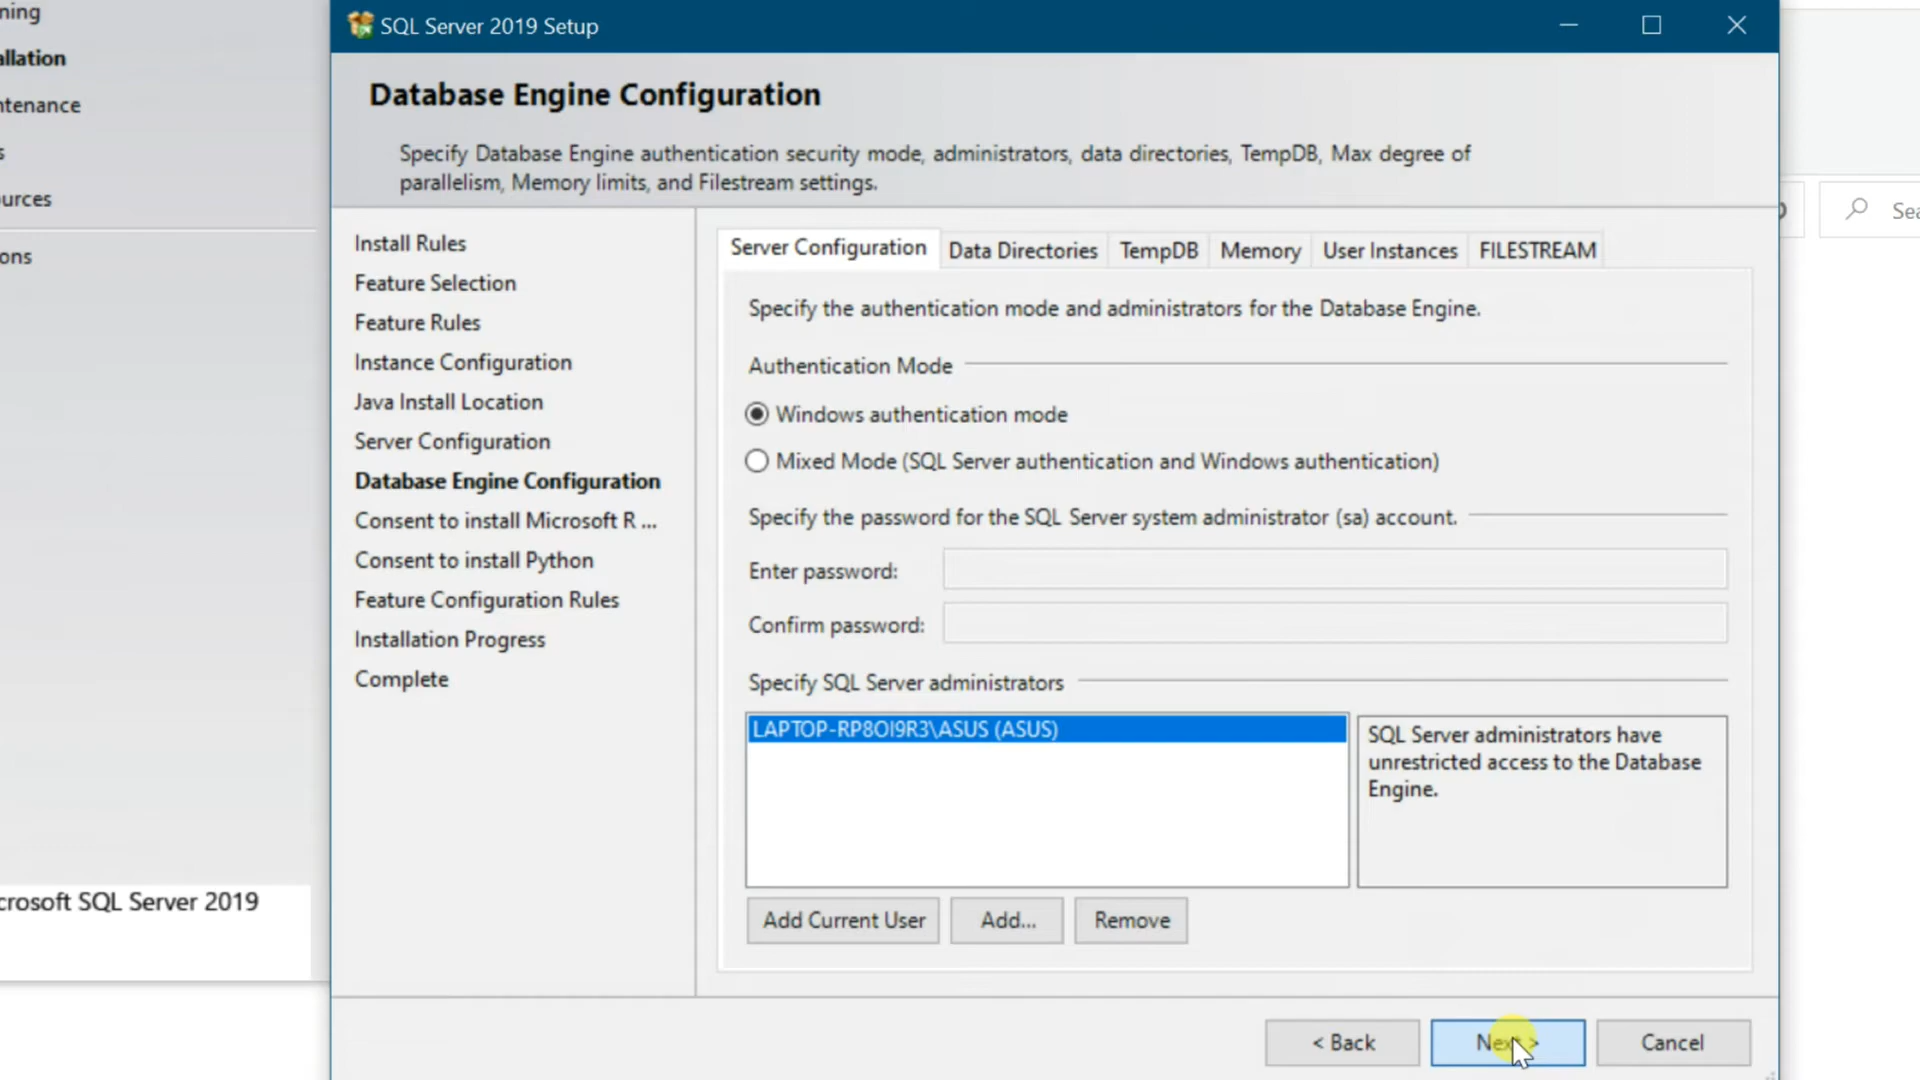 ning
SQL Server 2019 Setup
allation
ntenance
s
ources
ons
crosoft SQL Server 2019
Database Engine Configuration
Specify Database Engine authentication security mode, administrators, data directories, TempDB, Max degree of
parallelism, Memory limits, and Filestream settings.
Install Rules
Feature Selection
Feature Rules
Instance Configuration
Java Install Location
Server Configuration
Database Engine Configuration
Consent to install Microsoft R ...
Consent to install Python
Feature Configuration Rules
Installation Progress
Complete
Server Configuration Data Directories TempDB Memory User Instances FILESTREAM
Specify the authentication mode and administrators for the Database Engine.
Authentication Mode
Windows authentication mode
Mixed Mode (SQL Server authentication and Windows authentication)
Specify the password for the SQL Server system administrator (sa) account.
Enter password:
Confirm password:
Specify SQL Server administrators
LAPTOP-RP8OI9R3\ASUS (ASUS)
SQL Server administrators have
unrestricted access to the Database
Engine.
Add Current User Add... Remove
< Back Next > Cancel
Sea